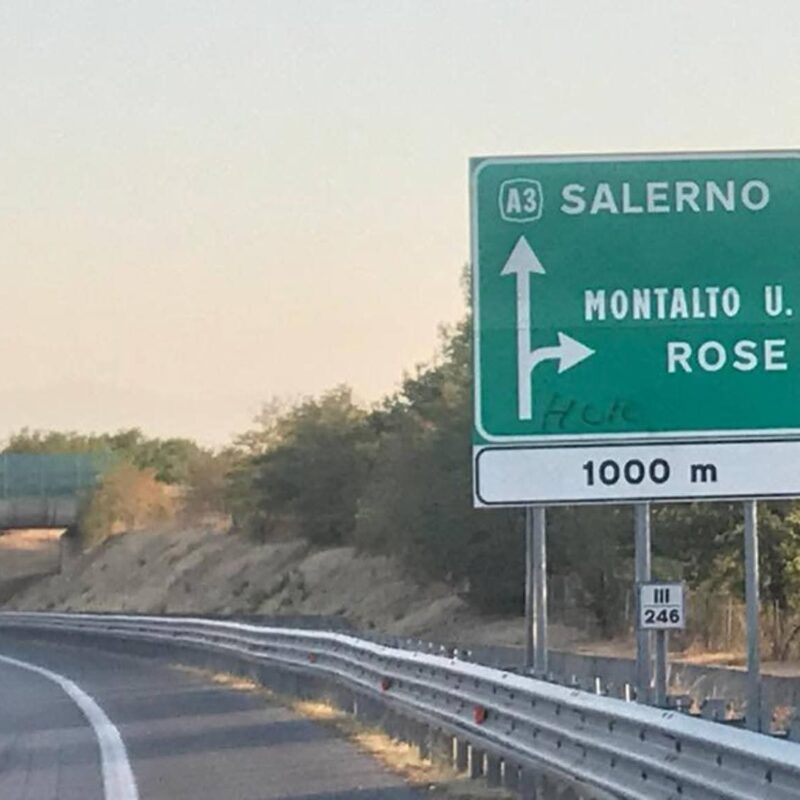 A3 SALERNO
MONTALTO U.
ROSE
1000 m
III
246